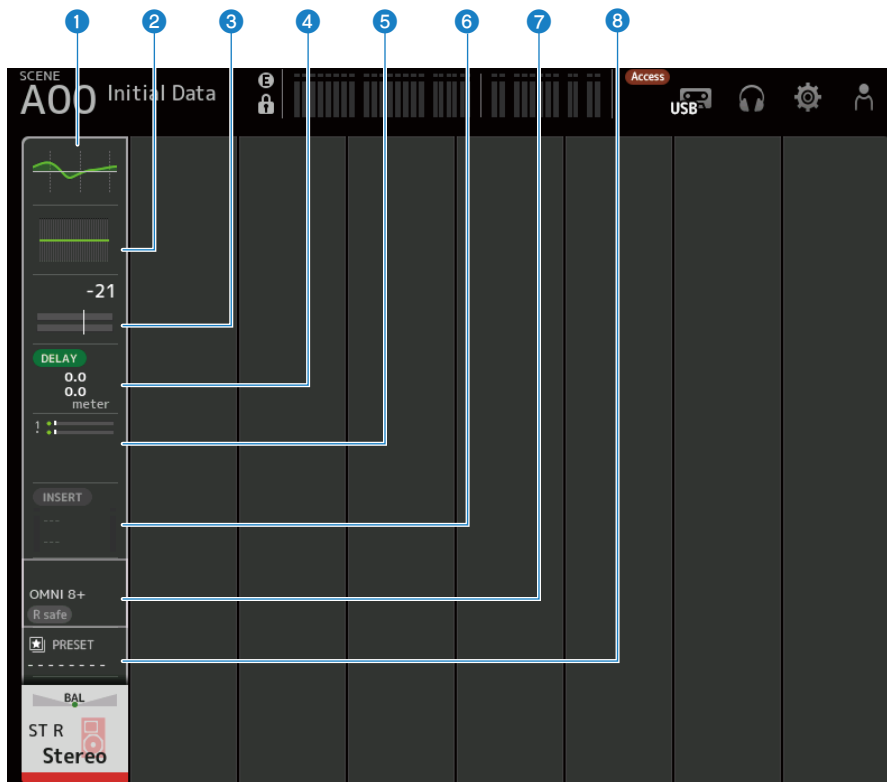 1 2 3 4 5 6 7 8
SCENE
A00 Initial Data
E
Access
USB
-21
DELAY
0.0
0.0
meter
!
INSERT
---
---
OMNI 8+
R safe
PRESET
--------
BAL
ST R
Stereo